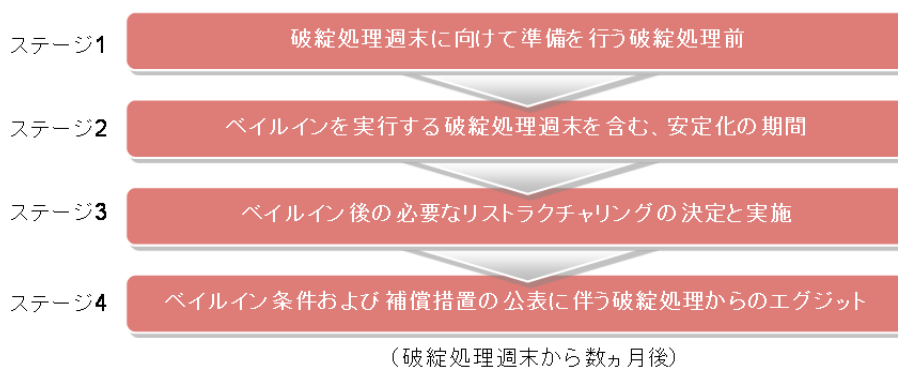 ステージ1 破綻処理週末に向けて準備を行う破綻処理前
ステージ2 ベイルインを実行する破綻処理週末を含む、安定化の期間
ステージ3 ベイルイン後の必要なリストラクチャリングの決定と実施
ステージ4 ベイルイン条件および補償措置の公表に伴う破綻処理からのエグジット
（破綻処理週末から数ヵ月後）